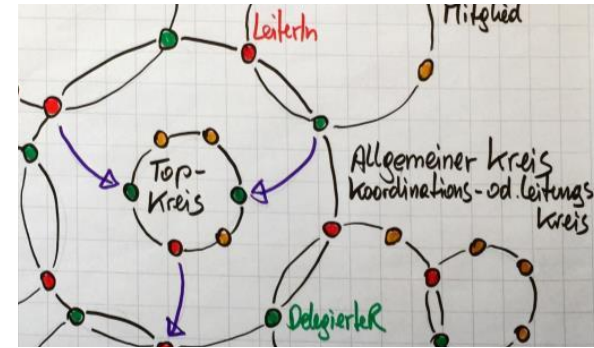 Mitglied
LeiterIn
Top-
Kreis
Allgemeiner Kreis
Koordinations- od. Leitungs
Kreis
DelegierteR